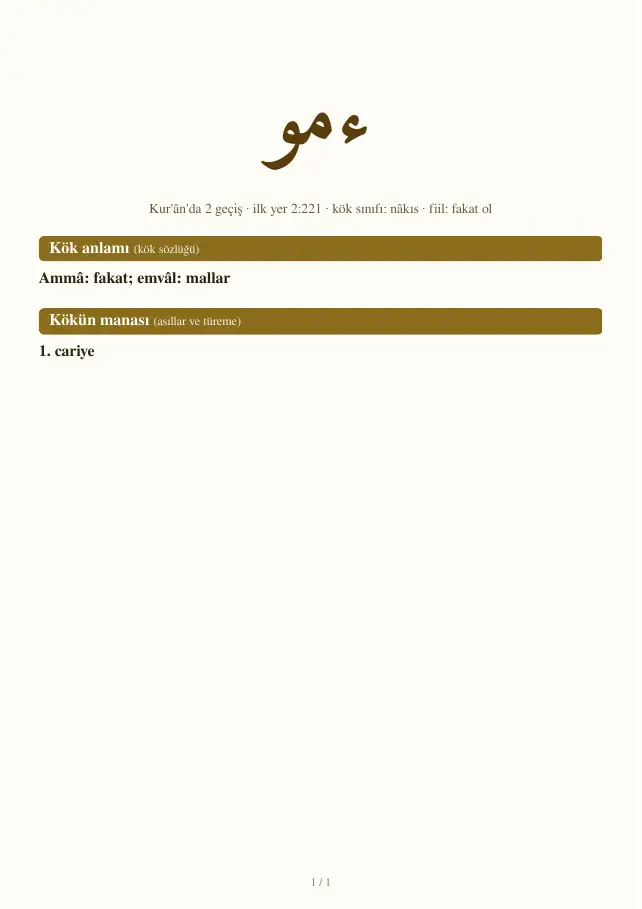 ءمو
Kur'ân'da 2 geçiş · ilk yer 2:221 · kök sınıfı: nâkıs · fiil: fakat ol
Kök anlamı (kök sözlüğü)
Ammâ: fakat; emvâl: mallar
Kökün manası (asıllar ve türeme)
1. cariye
1 / 1